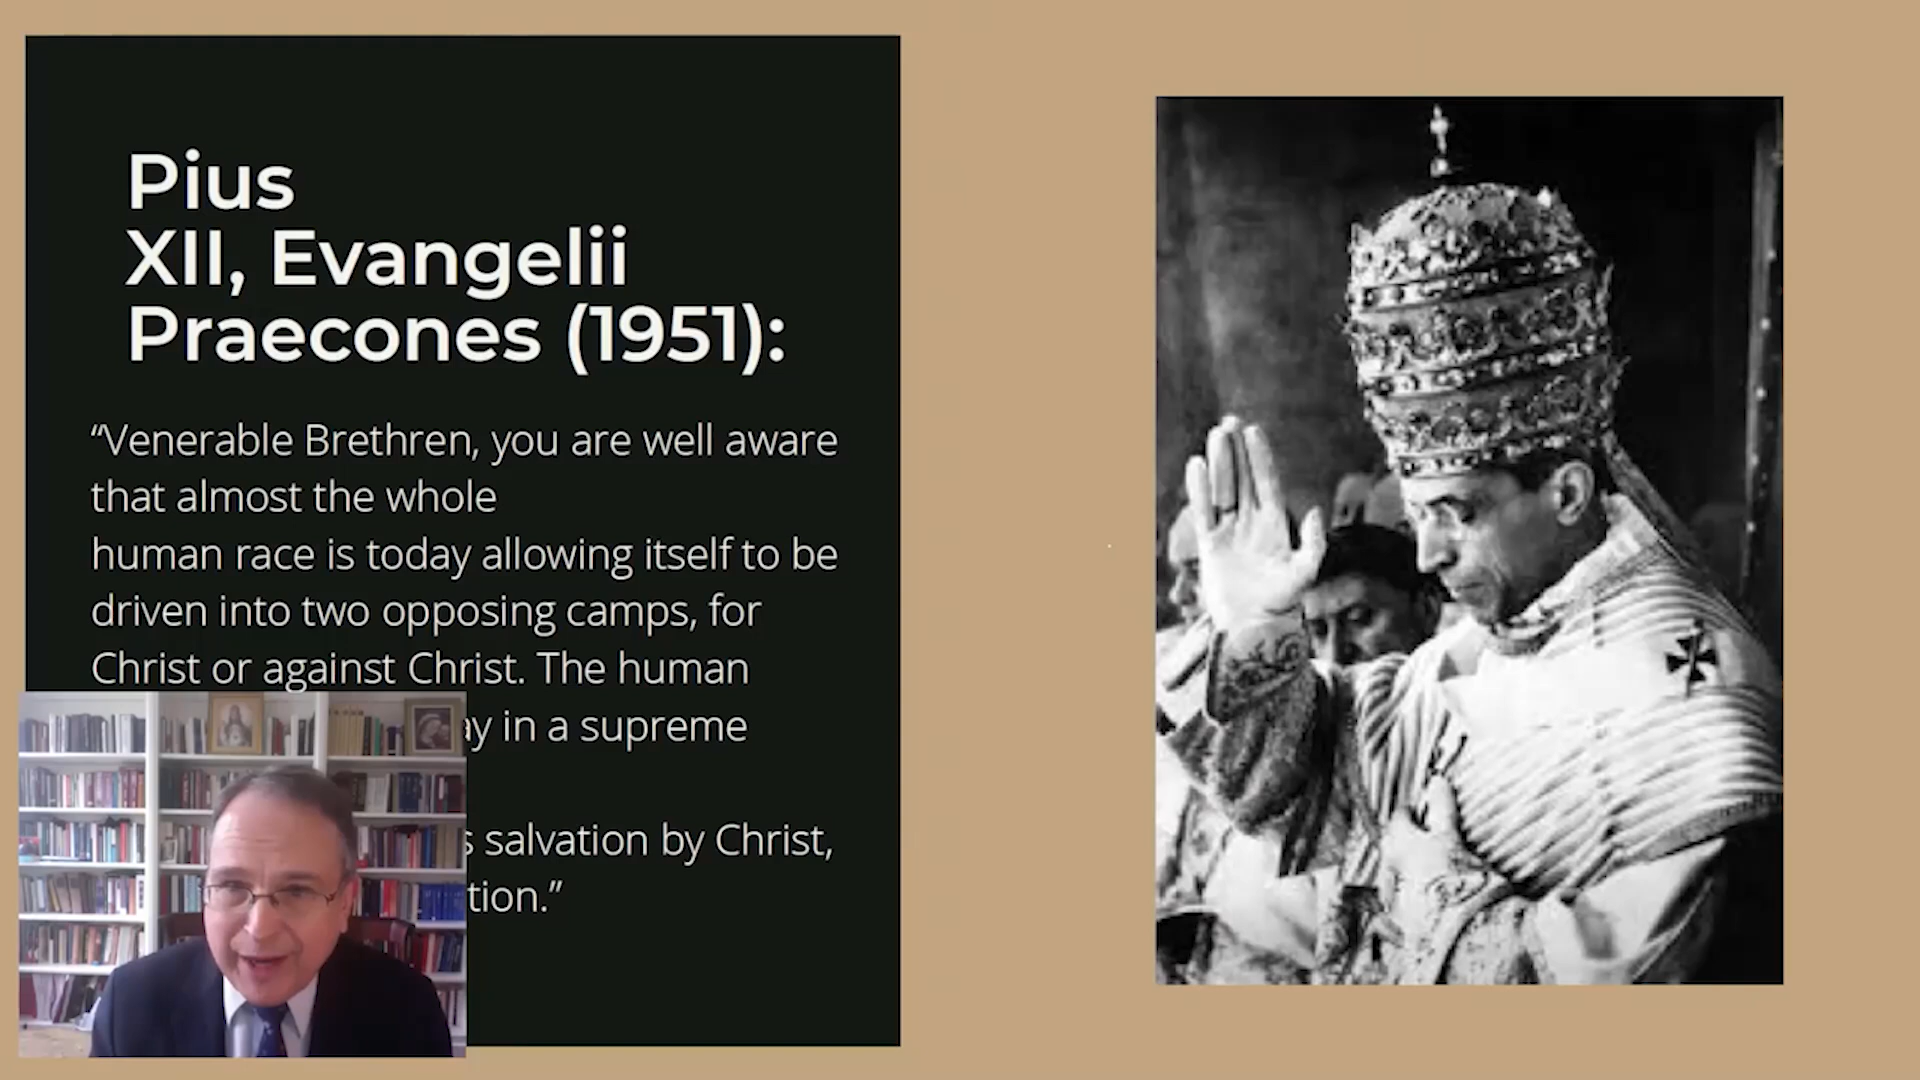 Pius
XII, Evangelii
Praecones (1951):
“Venerable Brethren, you are well aware
that almost the whole
human race is today allowing itself to be
driven into two opposing camps, for
Christ or against Christ. The human
in a supreme
salvation by Christ,